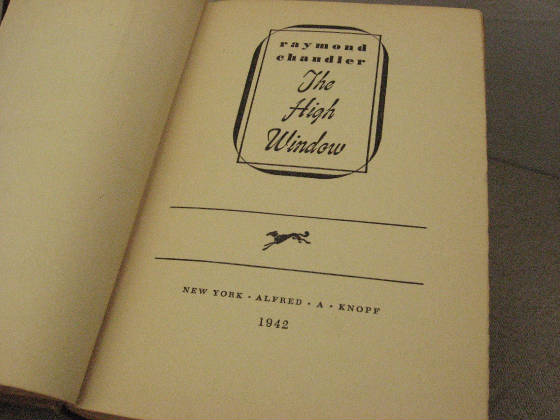 raymond
chandler
The
High
Window
NEW YORK · ALFRED · A · KNOPF
1942